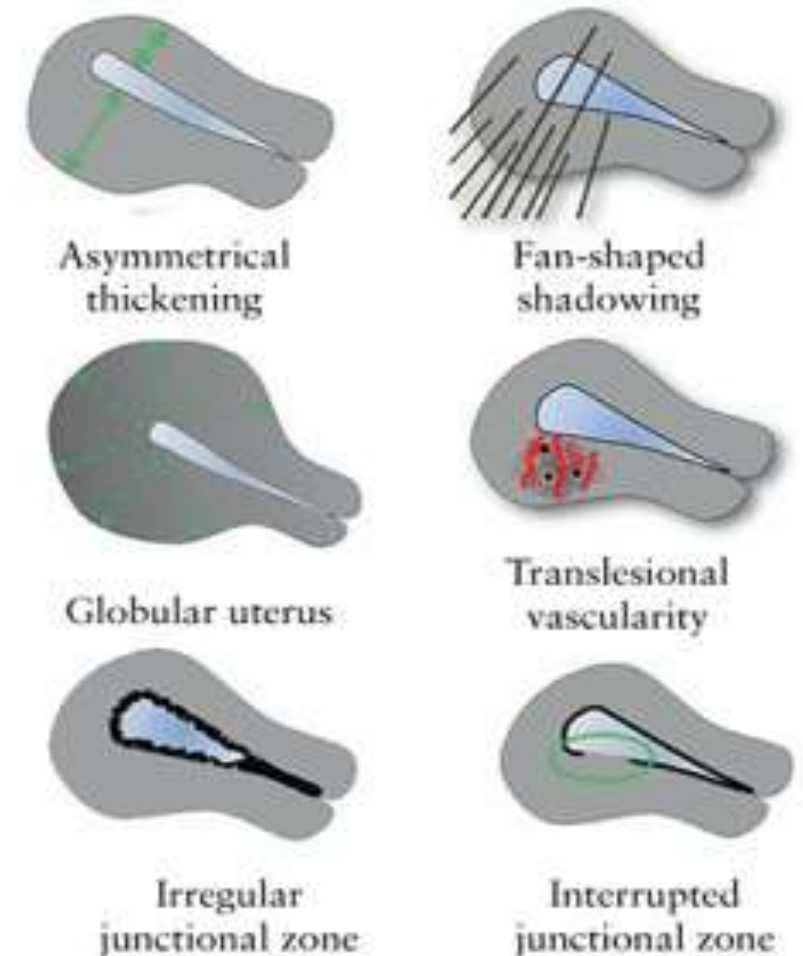 Asymmetrical
thickening
Fan-shaped
shadowing
Globular uterus
Translesional
vascularity
Irregular
junctional zone
Interrupted
junctional zone